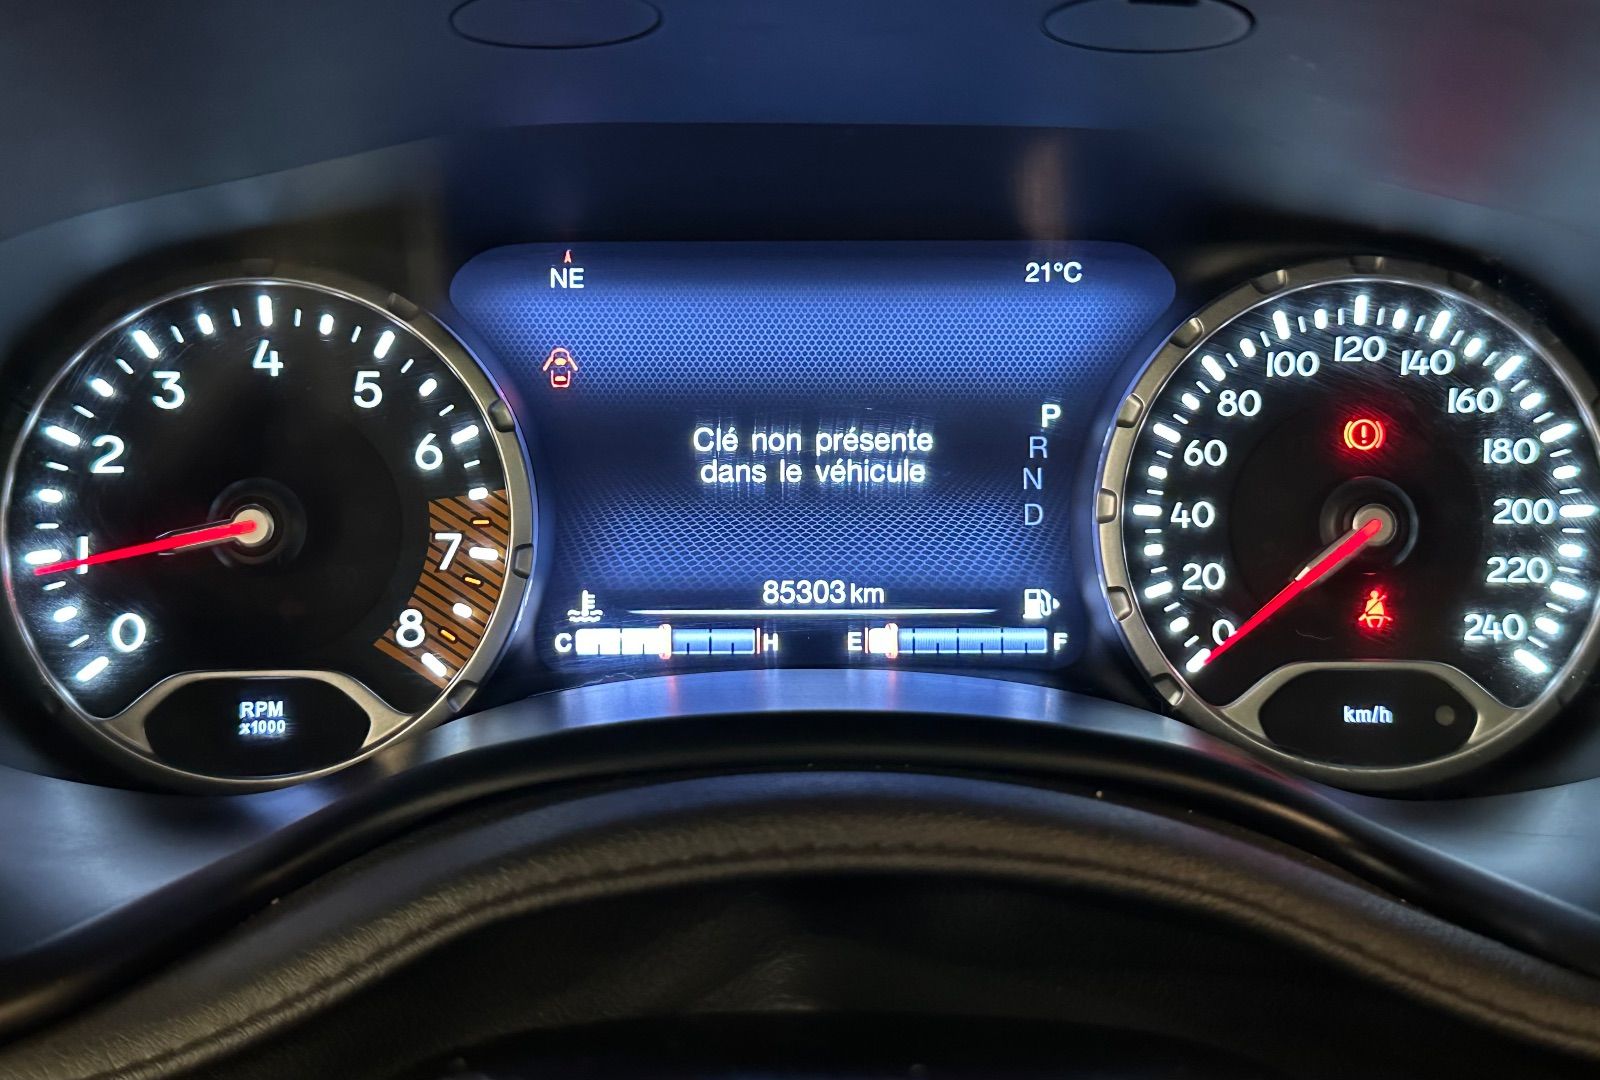 NE
21°C
Clé non présente
dans le véhicule
P
R
N
D
85303 km
C H
E F
0
1
2
3
4
5
6
7
8
RPM
x1000
0
20
40
60
80
100
120
140
160
180
200
220
240
km/h